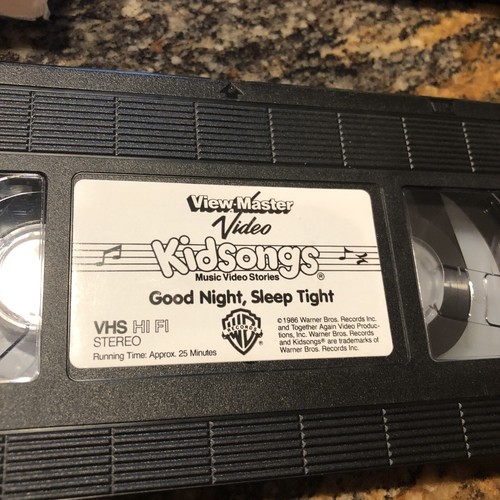 View-Master
Video
Kidsongs®
Music Video Stories
Good Night, Sleep Tight
VHS HI FI
STEREO
Running Time: Approx. 25 Minutes
WB
RECORDS
©1986 Warner Bros. Records Inc.
and Together Again Video Produc-
tions, Inc. Warner Bros. Records
and Kidsongs® are trademarks of
Warner Bros. Records Inc.